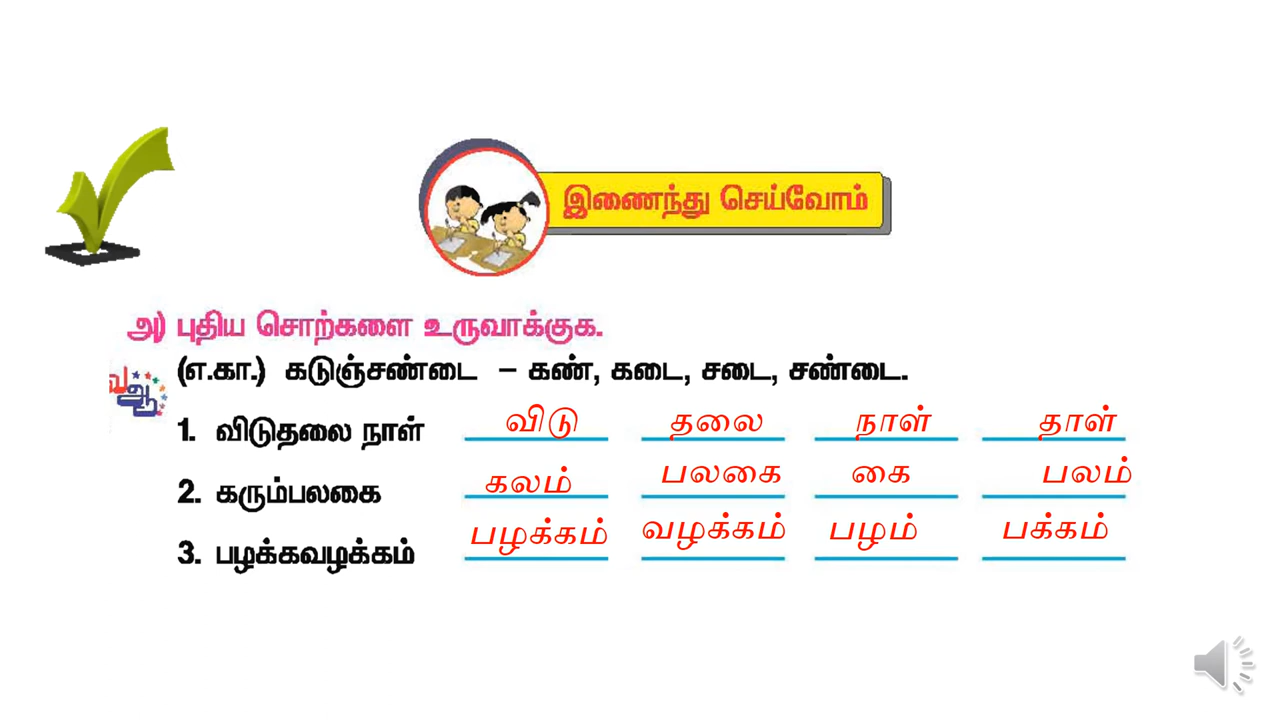 இணைந்து செய்வோம்
அ) புதிய சொற்களை உருவாக்குக.
(எ.கா.) கடுஞ்சண்டை – கண், கடை, சடை, சண்டை.
1. விடுதலை நாள் விடு தலை நாள் தாள்
2. கரும்பலகை கலம் பலகை கை பலம்
3. பழக்கவழக்கம் பழக்கம் வழக்கம் பழம் பக்கம்